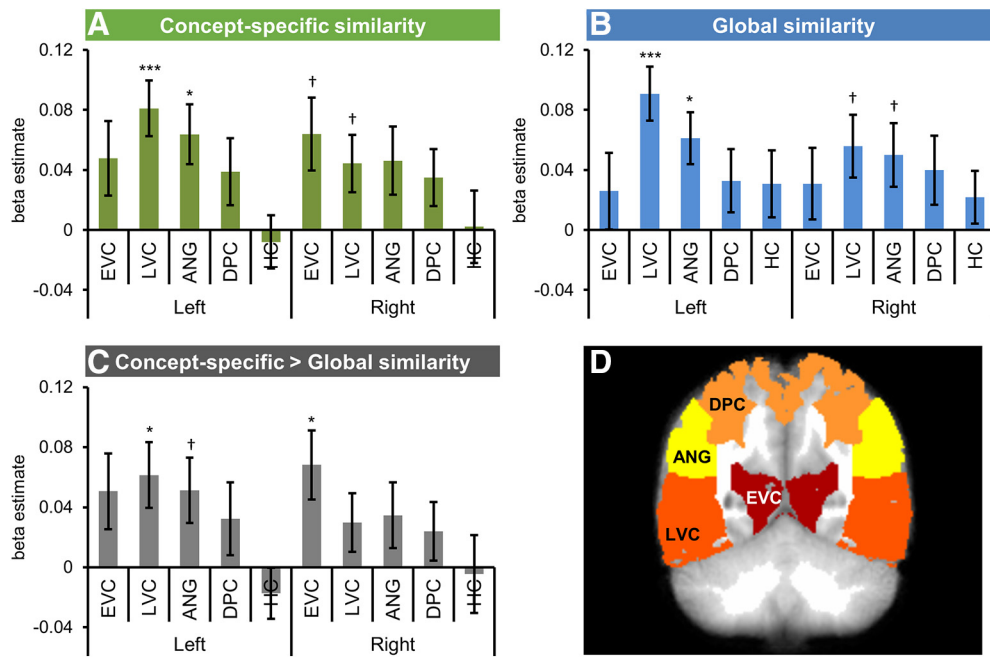 A Concept-specific similarity
0.12
0.08
0.04
0
-0.04
beta estimate
*** * † †
EVC LVC ANG DPC HC EVC LVC ANG DPC HC
Left Right
B Global similarity
0.12
0.08
0.04
0
-0.04
beta estimate
*** * † †
EVC LVC ANG DPC HC EVC LVC ANG DPC HC
Left Right
C Concept-specific > Global similarity
0.12
0.08
0.04
0
-0.04
beta estimate
* † *
EVC LVC ANG DPC HC EVC LVC ANG DPC HC
Left Right
D
DPC
ANG
EVC
LVC